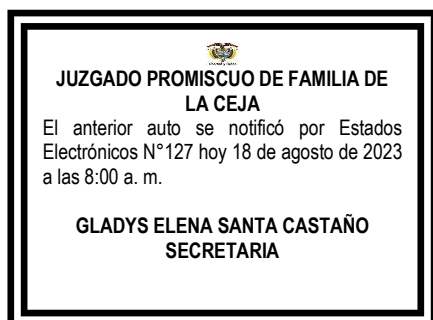 JUZGADO PROMISCUO DE FAMILIA DE
LA CEJA
El anterior auto se notificó por Estados
Electrónicos N°127 hoy 18 de agosto de 2023
a las 8:00 a. m.
GLADYS ELENA SANTA CASTAÑO
SECRETARIA